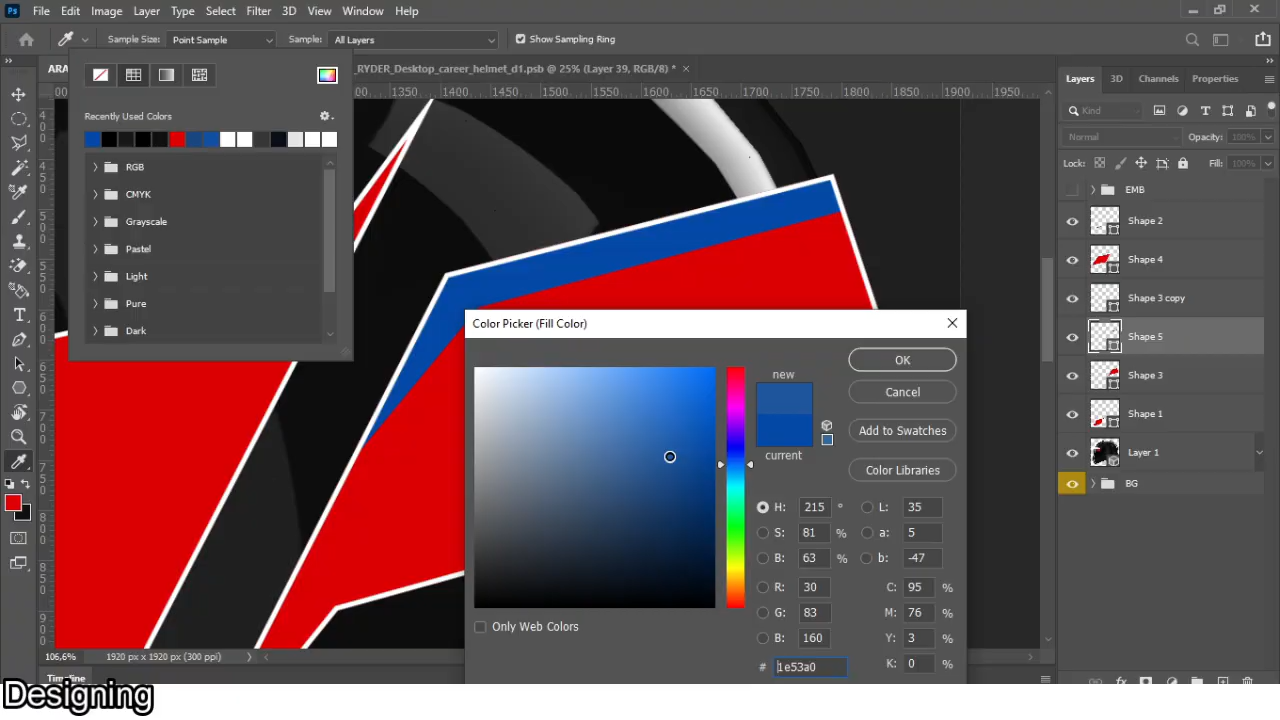 File Edit Image Layer Type Select Filter 3D View Window Help
Sample Size: Point Sample Sample: All Layers Show Sampling Ring
ARA
_RYDER_Desktop_career_helmet_d1.psb @ 25% (Layer 39, RGB/8) *
00 1350 1400 1450 1500 1550 1600 1650 1700 1750 1800 1850 1900 1950
Recently Used Colors
RGB
CMYK
Grayscale
Pastel
Light
Pure
Dark
Color Picker (Fill Color)
new
current
OK
Cancel
Add to Swatches
Color Libraries
H: 215 ° L: 35
S: 81 % a: 5
B: 63 % b: -47
R: 30 C: 95 %
G: 83 M: 76 %
B: 160 Y: 3 %
# 1e53a0 K: 0 %
Only Web Colors
Layers 3D Channels Properties
Kind
Normal Opacity: 100%
Lock: Fill: 100%
EMB
Shape 2
Shape 4
Shape 3 copy
Shape 5
Shape 3
Shape 1
Layer 1
BG
106,6% 1920 px x 1920 px (300 ppi)
Timeline
Designing